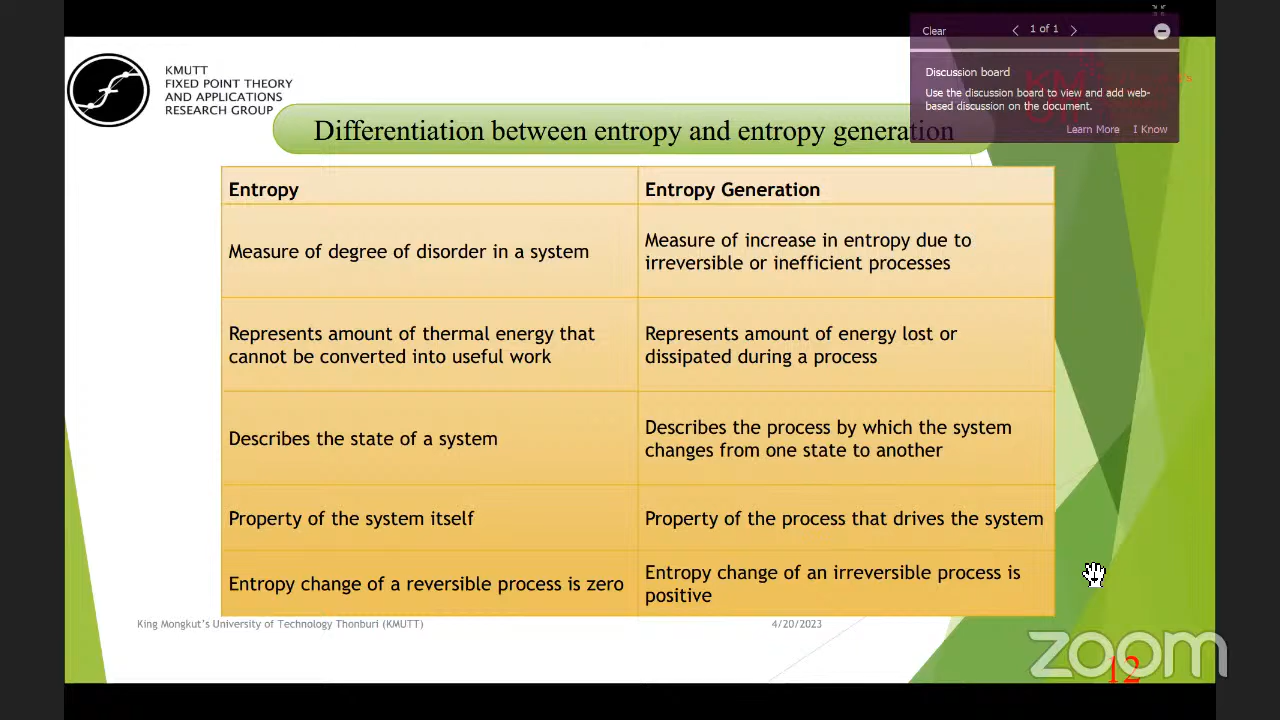 Clear
1 of 1
Discussion board
Use the discussion board to view and add web-
based discussion on the document.
Learn More I Know
KMUTT
FIXED POINT THEORY
AND APPLICATIONS
RESEARCH GROUP
Differentiation between entropy and entropy generation
Entropy
Entropy Generation
Measure of degree of disorder in a system
Measure of increase in entropy due to
irreversible or inefficient processes
Represents amount of thermal energy that
cannot be converted into useful work
Represents amount of energy lost or
dissipated during a process
Describes the state of a system
Describes the process by which the system
changes from one state to another
Property of the system itself
Property of the process that drives the system
Entropy change of a reversible process is zero
Entropy change of an irreversible process is
positive
King Mongkut's University of Technology Thonburi (KMUTT)
4/20/2023
12
zoom